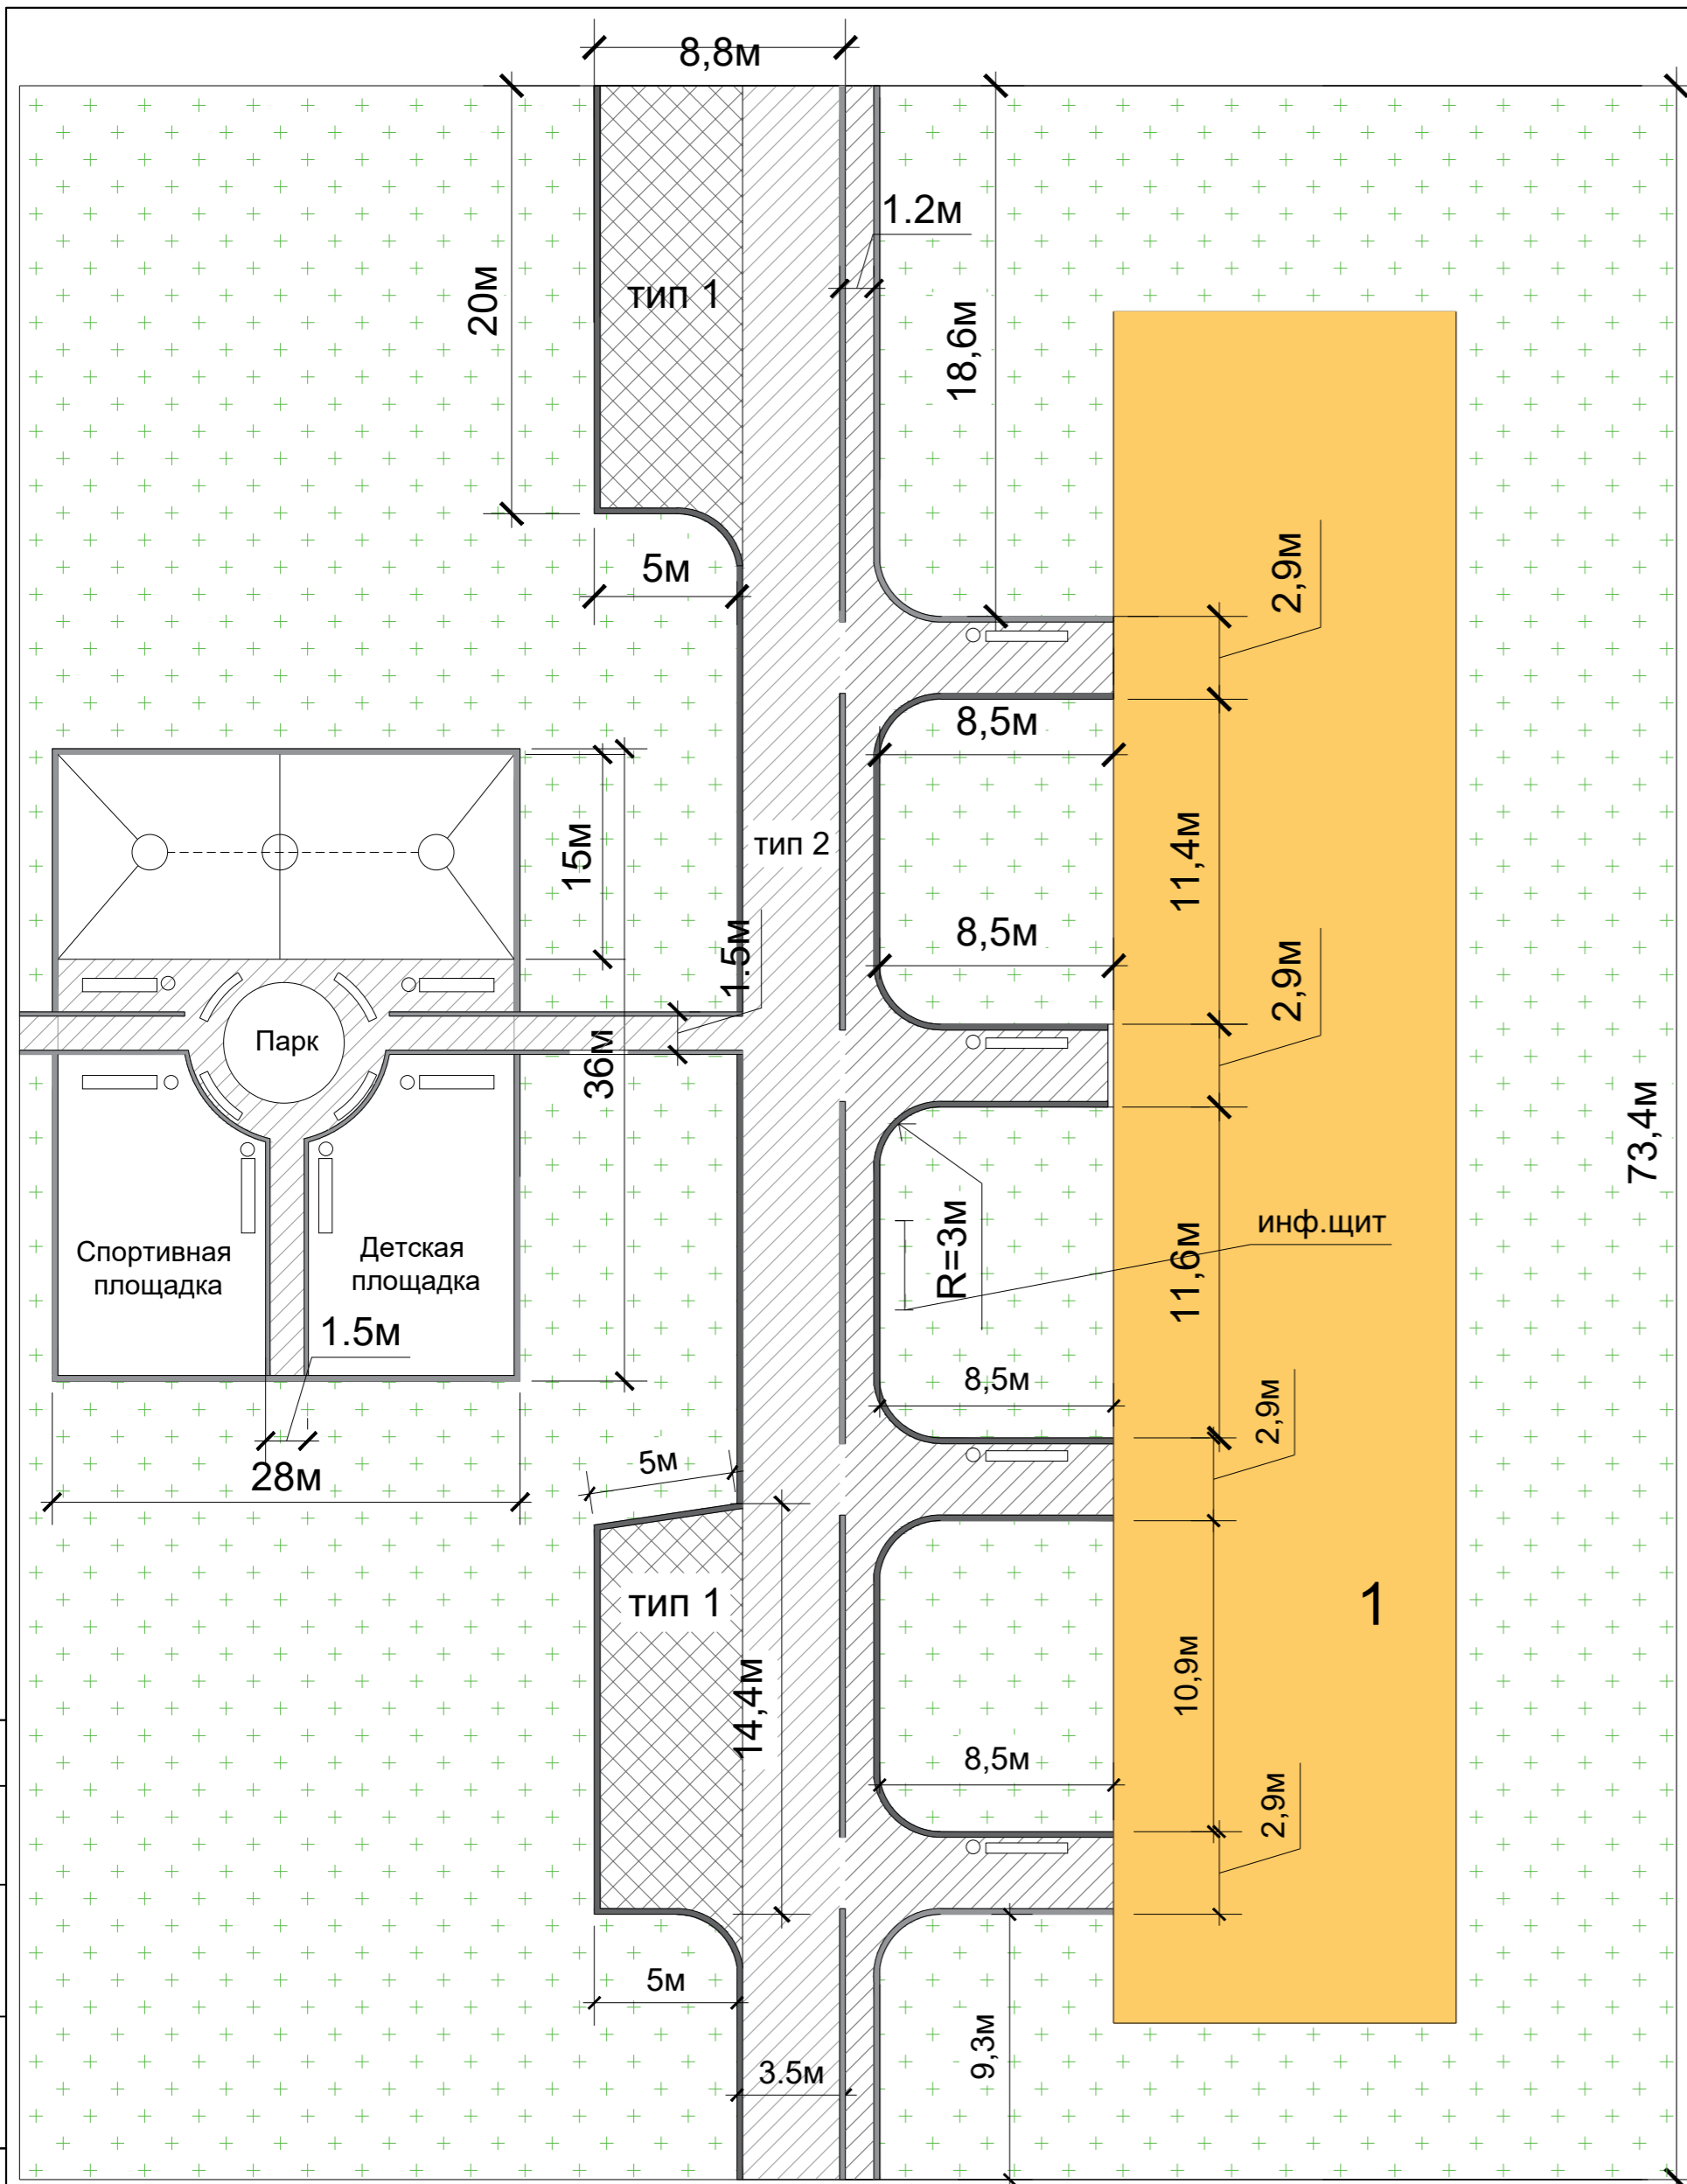 8,8м
1.2м
20м
тип 1
18,6м
2,9м
5м
8,5м
15м
тип 2
11,4м
8,5м
1.5м
2,9м
Парк
36м
73,4м
R=3м
инф.щит
11,6м
Спортивная
площадка
Детская
площадка
1.5м
8,5м
2,9м
28м
5м
тип 1
1
14,4м
10,9м
8,5м
2,9м
5м
3.5м
9,3м